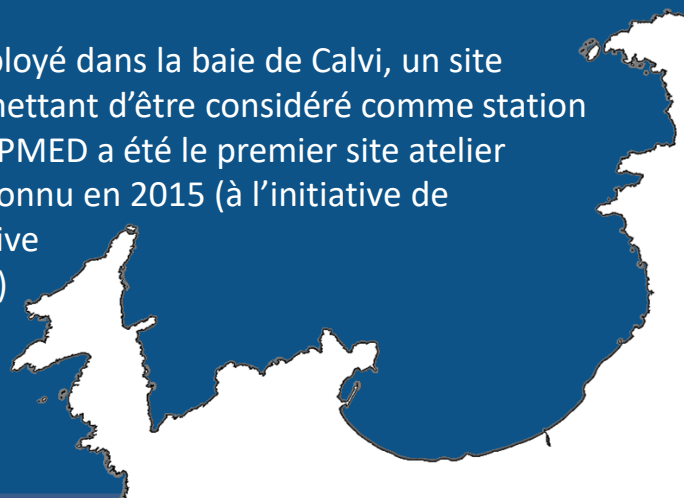 ployé dans la baie de Calvi, un site
mettant d'être considéré comme station
PMED a été le premier site atelier
connu en 2015 (à l'initiative de
ive
)